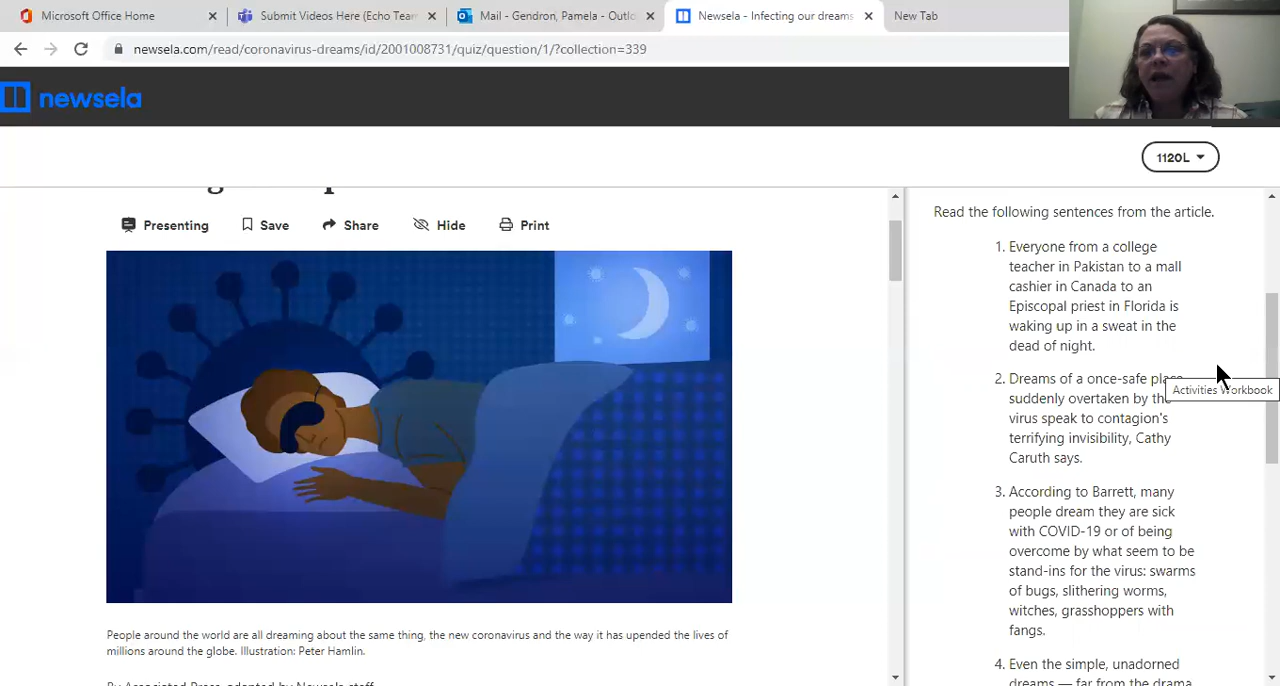 Microsoft Office Home
Submit Videos Here (Echo Team
Mail - Gendron, Pamela - Outlo
Newsela - Infecting our dreams
New Tab
newsela.com/read/coronavirus-dreams/id/2001008731/quiz/question/1/?collection=339
newsela
1120L
Presenting
Save
Share
Hide
Print
People around the world are all dreaming about the same thing, the new coronavirus and the way it has upended the lives of
millions around the globe. Illustration: Peter Hamlin.
By Associated Press, adapted by Newsela staff
Read the following sentences from the article.
1. Everyone from a college
teacher in Pakistan to a mall
cashier in Canada to an
Episcopal priest in Florida is
waking up in a sweat in the
dead of night.
2. Dreams of a once-safe place
suddenly overtaken by the
virus speak to contagion's
terrifying invisibility, Cathy
Caruth says.
Activities Workbook
3. According to Barrett, many
people dream they are sick
with COVID-19 or of being
overcome by what seem to be
stand-ins for the virus: swarms
of bugs, slithering worms,
witches, grasshoppers with
fangs.
4. Even the simple, unadorned
dreams — far from the drama